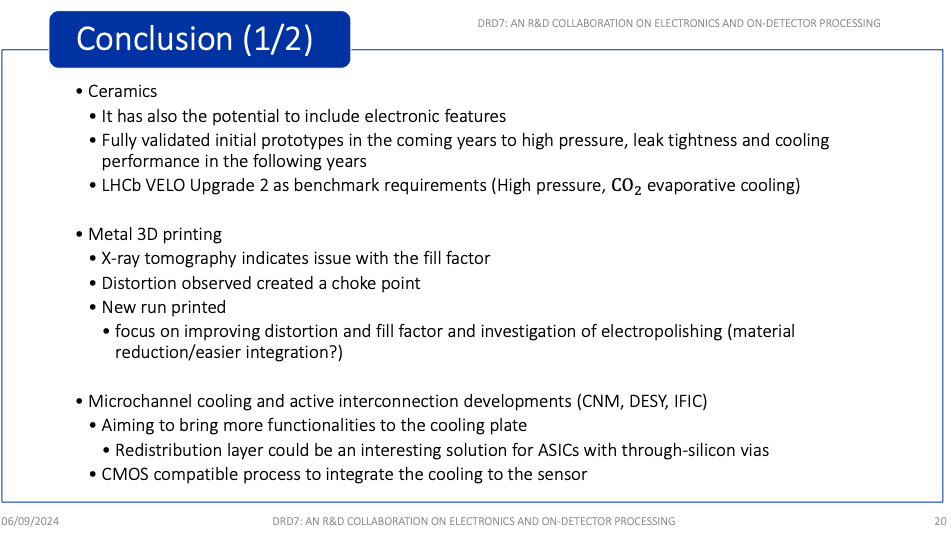 DRD7: AN R&D COLLABORATION ON ELECTRONICS AND ON-DETECTOR PROCESSING
Conclusion (1/2)
• Ceramics
• It has also the potential to include electronic features
• Fully validated initial prototypes in the coming years to high pressure, leak tightness and cooling
performance in the following years
• LHCb VELO Upgrade 2 as benchmark requirements (High pressure, CO₂ evaporative cooling)
• Metal 3D printing
• X-ray tomography indicates issue with the fill factor
• Distortion observed created a choke point
• New run printed
• focus on improving distortion and fill factor and investigation of electropolishing (material
reduction/easier integration?)
• Microchannel cooling and active interconnection developments (CNM, DESY, IFIC)
• Aiming to bring more functionalities to the cooling plate
• Redistribution layer could be an interesting solution for ASICs with through-silicon vias
• CMOS compatible process to integrate the cooling to the sensor
06/09/2024
DRD7: AN R&D COLLABORATION ON ELECTRONICS AND ON-DETECTOR PROCESSING
20